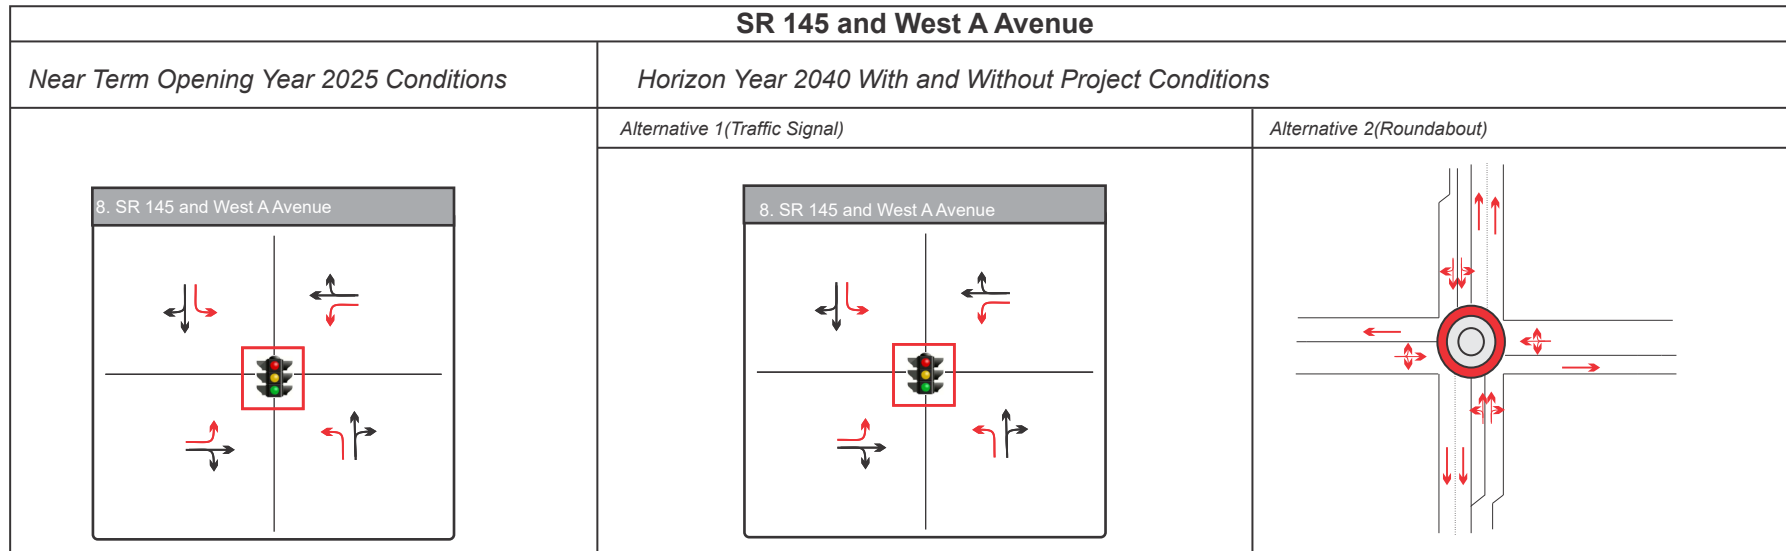 SR 145 and West A Avenue
Near Term Opening Year 2025 Conditions
Horizon Year 2040 With and Without Project Conditions
Alternative 1(Traffic Signal)
Alternative 2(Roundabout)
8. SR 145 and West A Avenue
8. SR 145 and West A Avenue